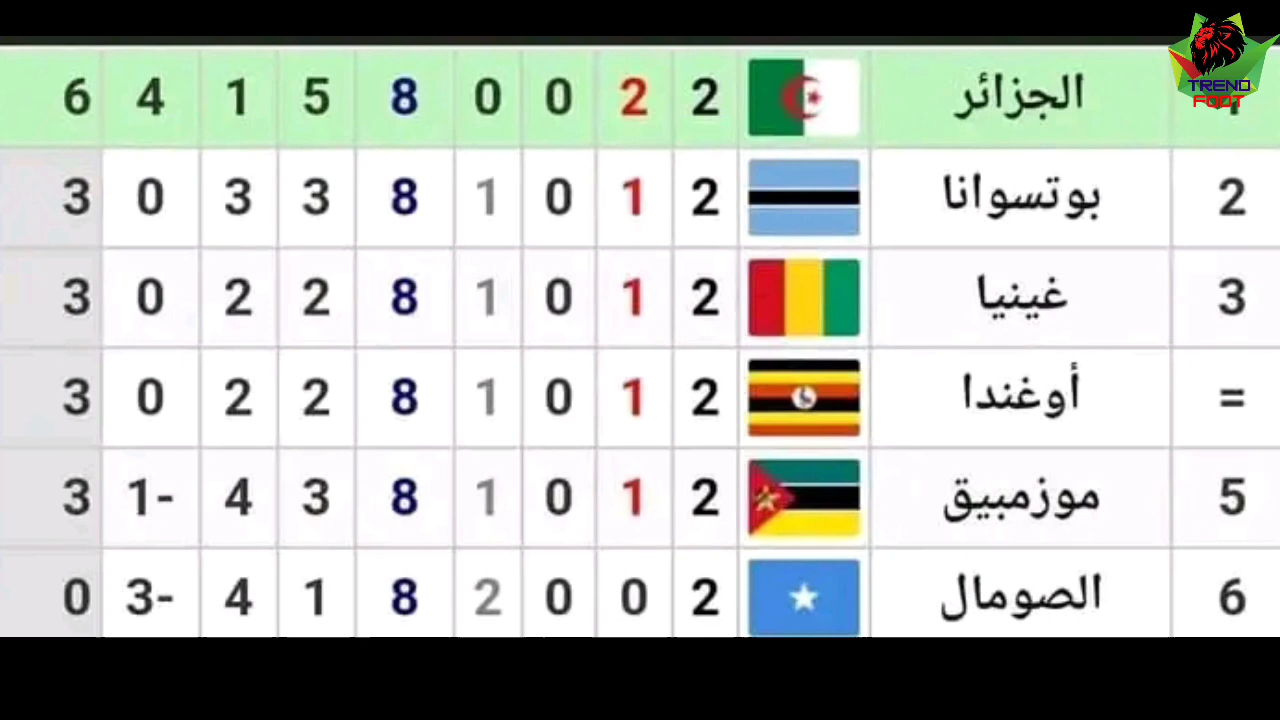 1 الجزائر 2 2 0 0 8 5 1 4 6
2 بوتسوانا 2 1 0 1 8 3 3 0 3
3 غينيا 2 1 0 1 8 2 2 0 3
= أوغندا 2 1 0 1 8 2 2 0 3
5 موزمبيق 2 1 0 1 8 3 4 1- 3
6 الصومال 2 0 0 2 8 1 4 3- 0
TREND
FOOT